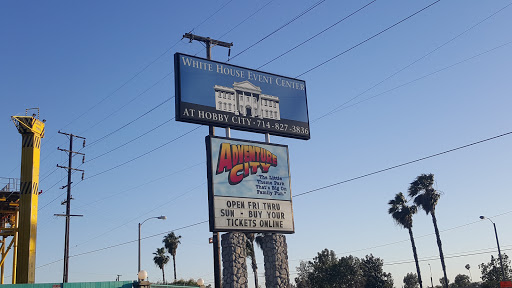 WHITE HOUSE EVENT CENTER
AT HOBBY CITY • 714-827-3836
ADVENTURE
CITY
The Little
Theme Park
That's Big On
Family Fun.
OPEN FRI THRU
SUN - BUY YOUR
TICKETS ONLINE